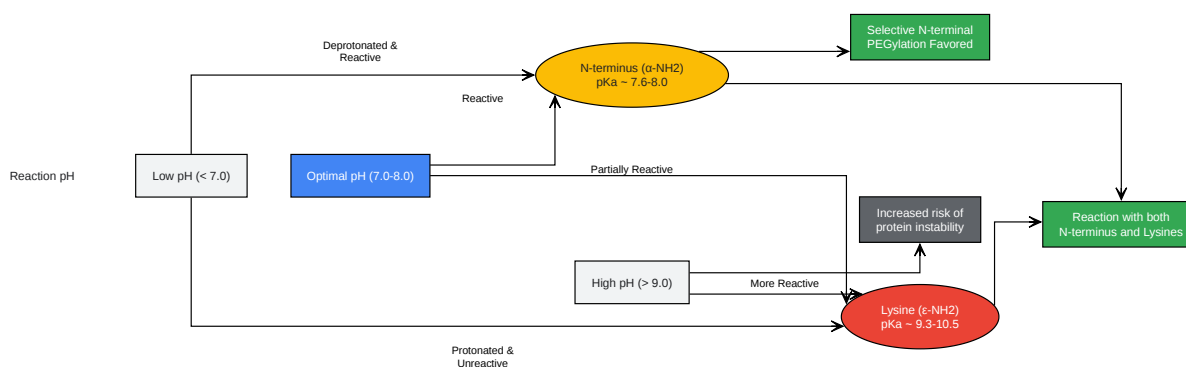 Selective N-terminal
PEGylation Favored
Deprotonated &
Reactive
N-terminus (α-NH2)
pKa ~ 7.6-8.0
Reactive
Reaction pH
Low pH (< 7.0)
Optimal pH (7.0-8.0)
Partially Reactive
Increased risk of
protein instability
Reaction with both
N-terminus and Lysines
High pH (> 9.0)
More Reactive
Lysine (ε-NH2)
pKa ~ 9.3-10.5
Protonated &
Unreactive